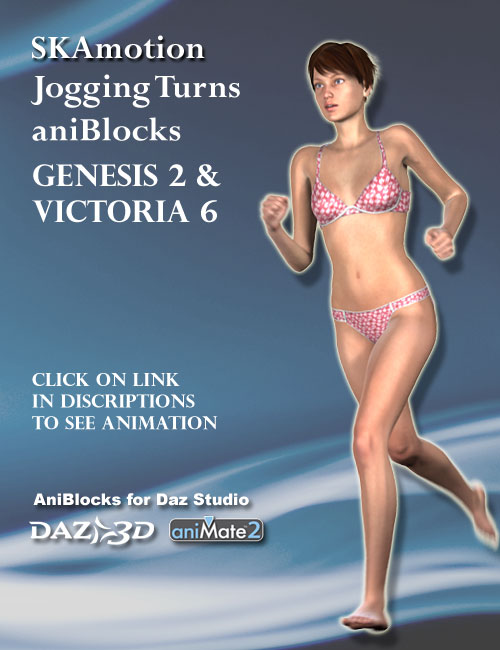 SKAmotion
Jogging Turns
aniBlocks
GENESIS 2 &
VICTORIA 6
CLICK ON LINK
IN DISCRIPTIONS
TO SEE ANIMATION
AniBlocks for Daz Studio
DAZ 3D aniMate2